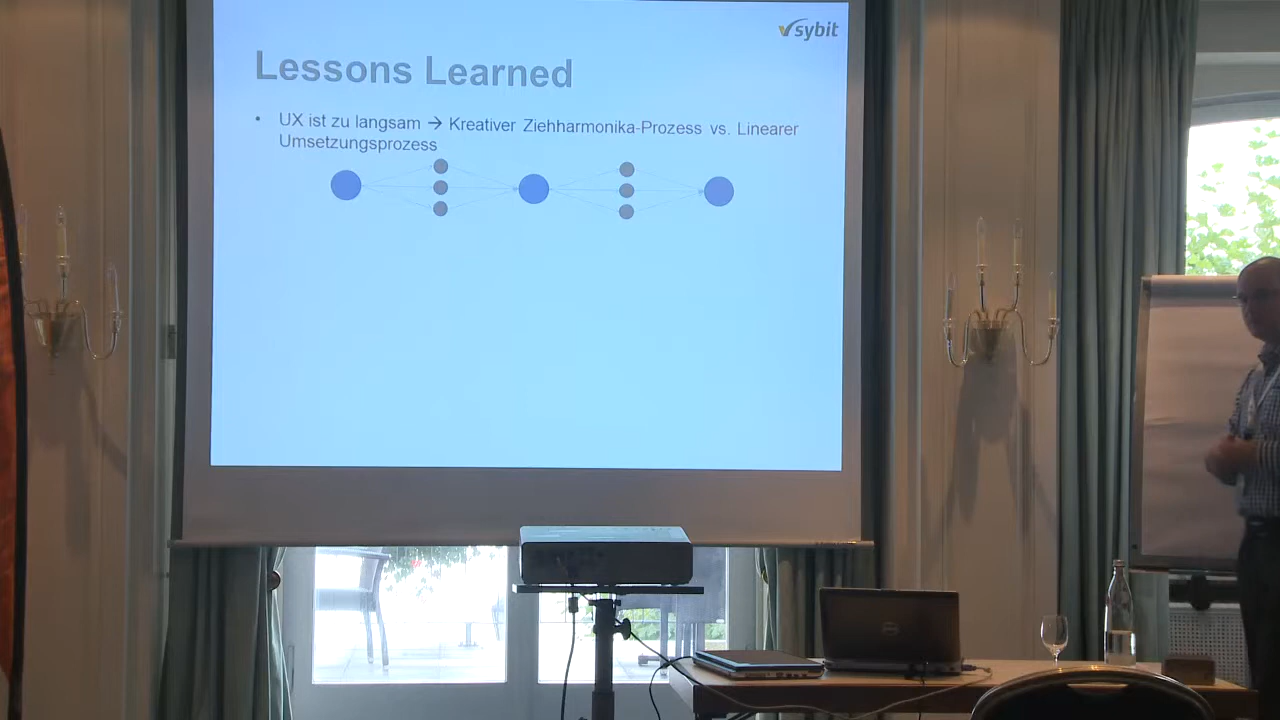 sybit
Lessons Learned
• UX ist zu langsam → Kreativer Ziehharmonika-Prozess vs. Linearer
Umsetzungsprozess